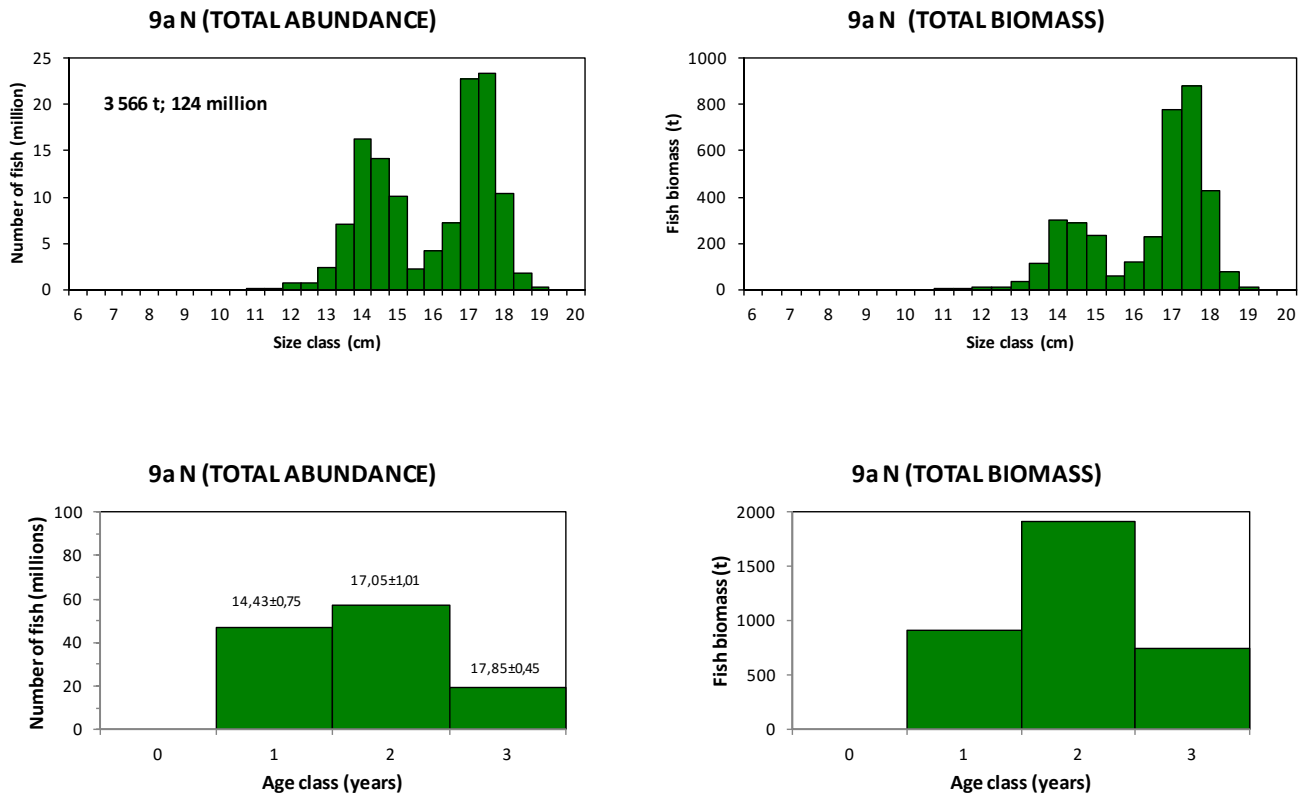 9a N (TOTAL ABUNDANCE)
Number of fish (million)
25
20
15
10
5
0
3 566 t; 124 million
6 7 8 9 10 11 12 13 14 15 16 17 18 19 20
Size class (cm)
9a N (TOTAL BIOMASS)
Fish biomass (t)
1000
800
600
400
200
0
6 7 8 9 10 11 12 13 14 15 16 17 18 19 20
Size class (cm)
9a N (TOTAL ABUNDANCE)
Number of fish (millions)
100
80
60
40
20
0
14,43±0,75
17,05±1,01
17,85±0,45
0 1 2 3
Age class (years)
9a N (TOTAL BIOMASS)
Fish biomass (t)
2000
1500
1000
500
0
0 1 2 3
Age class (years)